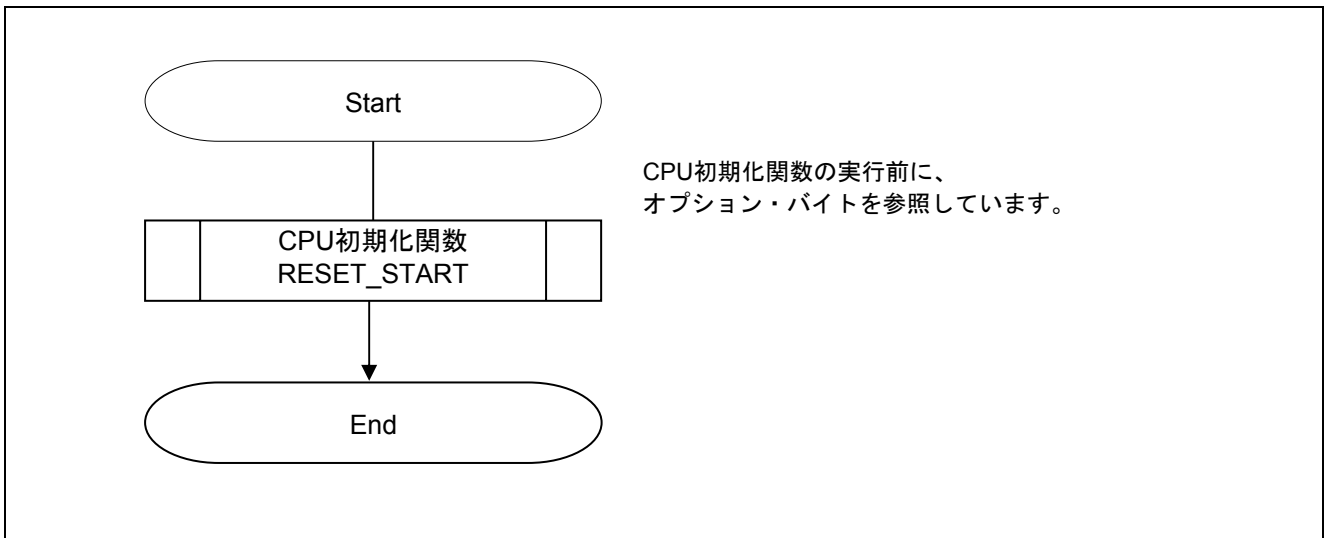 Start
CPU初期化関数の実行前に、
オプション・バイトを参照しています。
CPU初期化関数
RESET_START
End